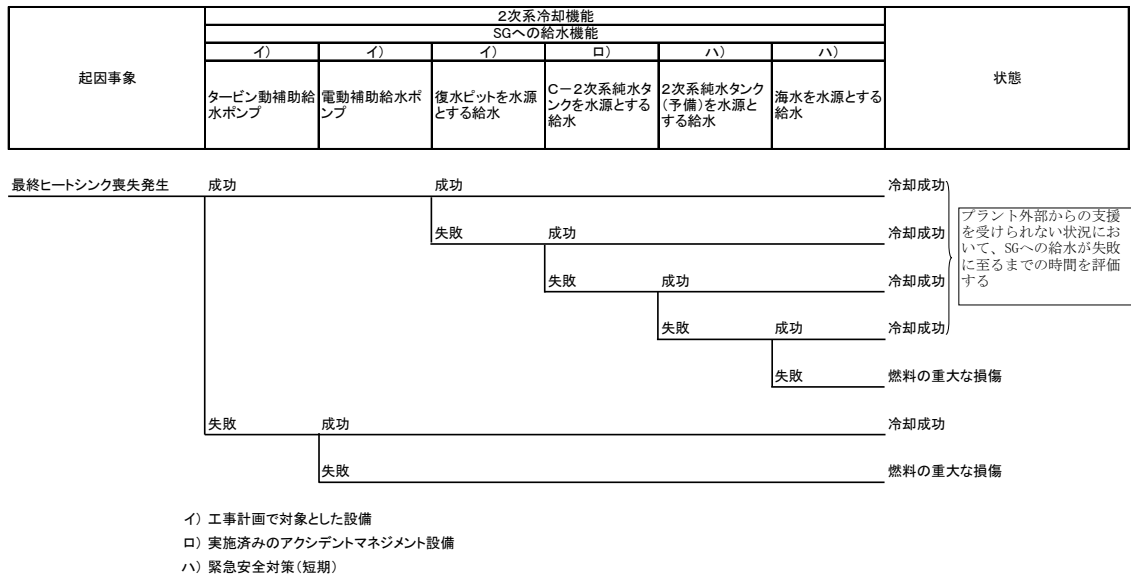 2次系冷却機能
SGへの給水機能
イ) イ) イ) ロ) ハ) ハ)
起因事象
タービン動補助給
水ポンプ
電動補助給水ポ
ンプ
復水ピットを水源
とする給水
C－2次系純水タ
ンクを水源とする
給水
2次系純水タンク
(予備)を水源と
する給水
海水を水源とする
給水
状態
最終ヒートシンク喪失発生 成功 成功 冷却成功
失敗 成功 冷却成功
失敗 成功 冷却成功
失敗 成功 冷却成功
プラント外部からの支援
を受けられない状況にお
いて、SGへの給水が失敗
に至るまでの時間を評価
する
失敗 燃料の重大な損傷
失敗 成功 冷却成功
失敗 燃料の重大な損傷
イ) 工事計画で対象とした設備
ロ) 実施済みのアクシデントマネジメント設備
ハ) 緊急安全対策(短期)